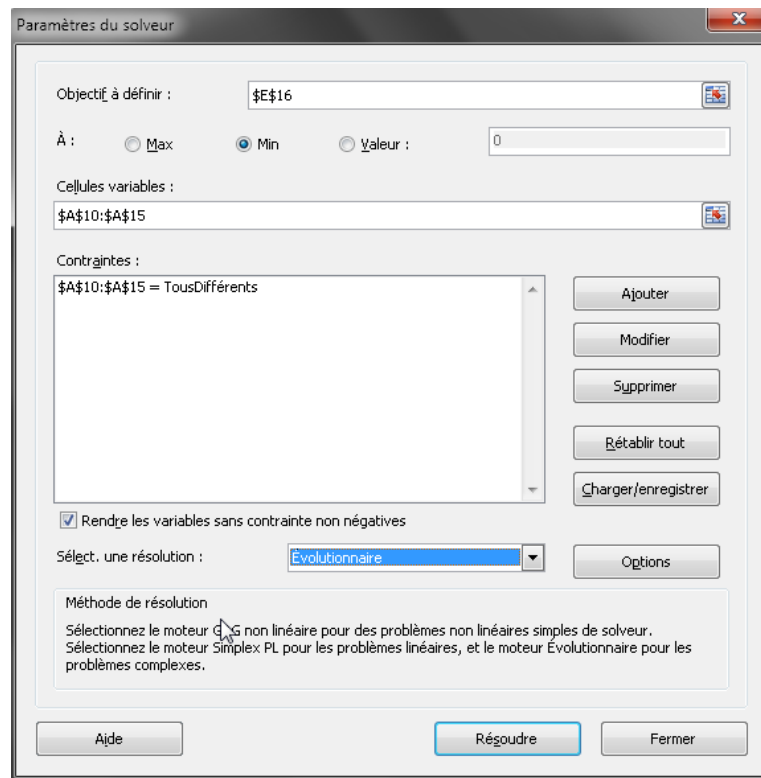 Paramètres du solveur
Objectif à définir :
$E$16
À :
Max
Min
Valeur :
0
Cellules variables :
$A$10:$A$15
Contraintes :
$A$10:$A$15 = TousDifférents
Ajouter
Modifier
Supprimer
Rétablir tout
Charger/enregistrer
Rendre les variables sans contrainte non négatives
Sélect. une résolution :
Évolutionnaire
Options
Méthode de résolution
Sélectionnez le moteur non linéaire pour des problèmes non linéaires simples de solveur.
Sélectionnez le moteur Simplex PL pour les problèmes linéaires, et le moteur Évolutionnaire pour les
problèmes complexes.
Aide
Résoudre
Fermer